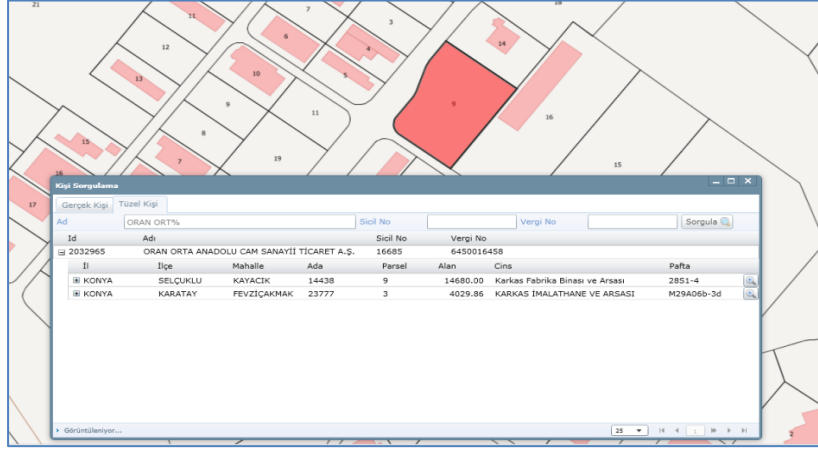 21
11
7
3
18
12
6
4
14
13
10
5
9
9
11
16
8
15
7
19
15
16
17
Kişi Sorgulama
Gerçek Kişi Tüzel Kişi
Ad ORAN ORT% Sicil No Vergi No Sorgula
Id Adı Sicil No Vergi No
2032965 ORAN ORTA ANADOLU CAM SANAYİİ TİCARET A.Ş. 16685 6450016458
İl İlçe Mahalle Ada Parsel Alan Cins Pafta
KONYA SELÇUKLU KAYACIK 14438 9 14680.00 Karkas Fabrika Binası ve Arsası 28S1-4
KONYA KARATAY FEVZİÇAKMAK 23777 3 4029.86 KARKAS İMALATHANE VE ARSASI M29A06b-3d
Görüntüleniyor... 25 1
2